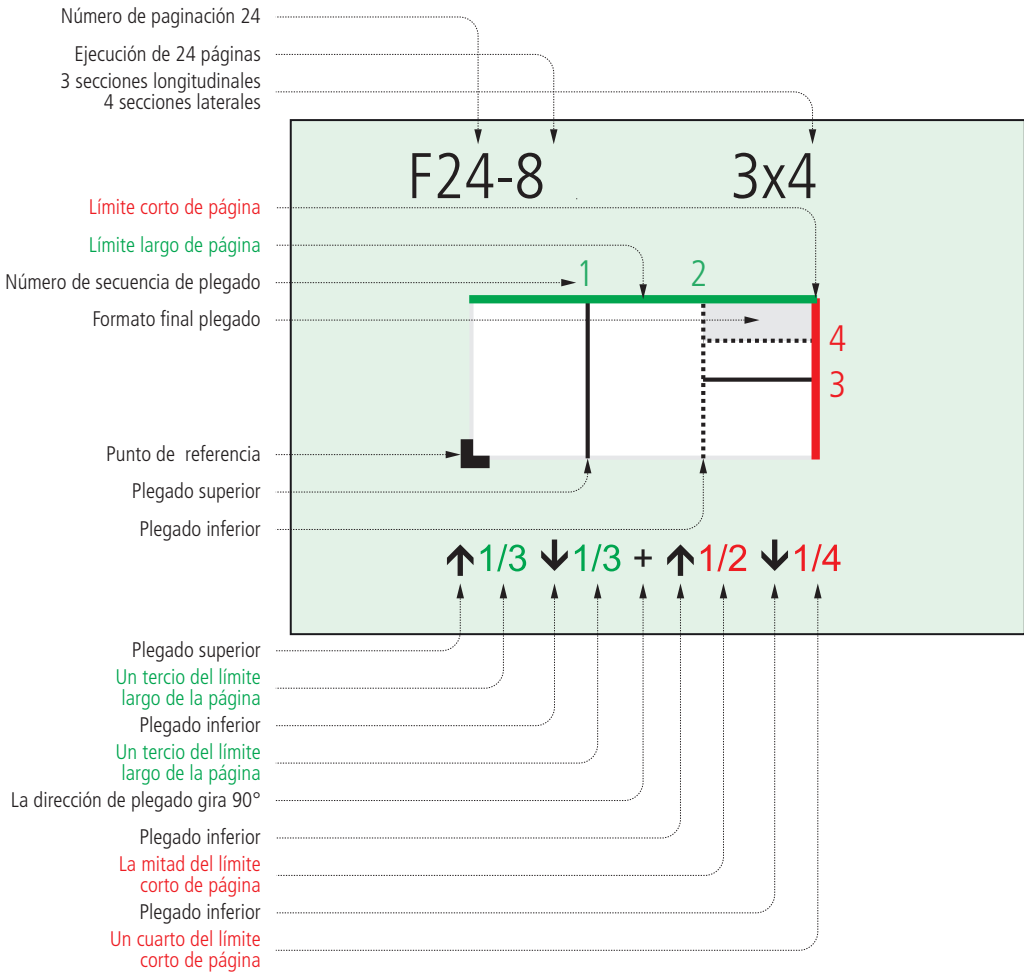 Número de paginación 24
Ejecución de 24 páginas
3 secciones longitudinales
4 secciones laterales
F24-8 3x4
Límite corto de página
Límite largo de página
Número de secuencia de plegado
1 2
Formato final plegado
4
3
Punto de referencia
Plegado superior
Plegado inferior
↑1/3 ↓1/3 + ↑1/2 ↓1/4
Plegado superior
Un tercio del límite
largo de la página
Plegado inferior
Un tercio del límite
largo de la página
La dirección de plegado gira 90°
Plegado inferior
La mitad del límite
corto de página
Plegado inferior
Un cuarto del límite
corto de página